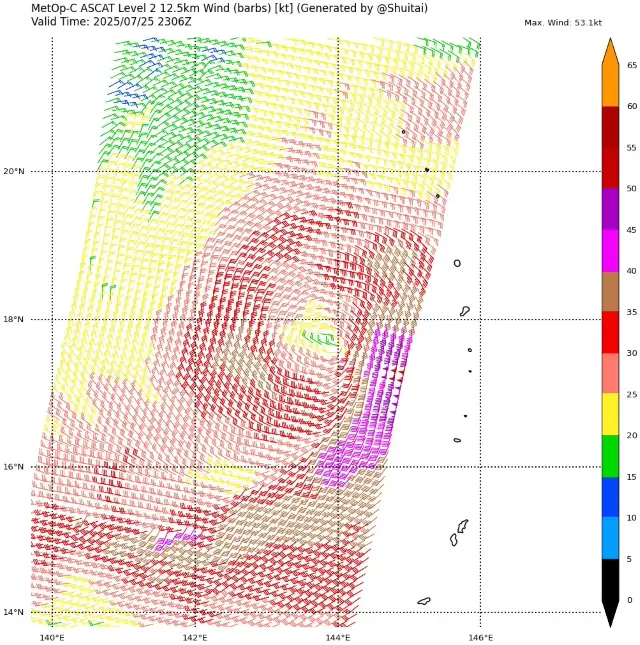 MetOp-C ASCAT Level 2 12.5km Wind (barbs) [kt] (Generated by @Shuitai)
Valid Time: 2025/07/25 2306Z
Max. Wind: 53.1kt
65
60
55
50
45
40
35
30
25
20
15
10
5
0
20°N
18°N
16°N
14°N
140°E 142°E 144°E 146°E